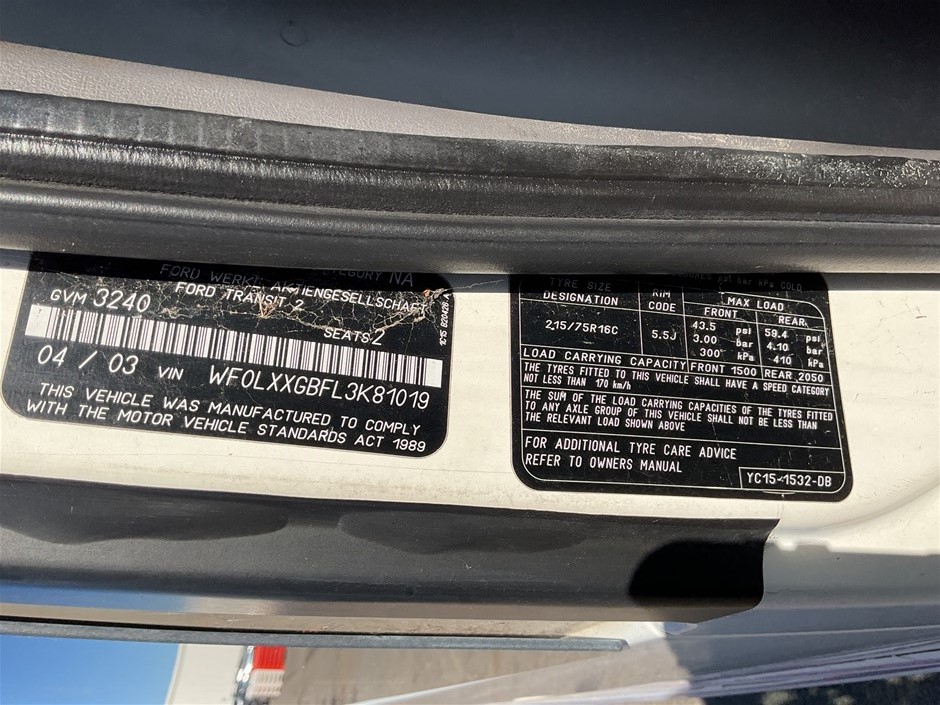 CATEGORY NA
FORD WERKE AKTIENGESELLSCHAFT
FORD TRANSIT 2
GVM 3240
SEATS 2
1C15 B20428 A
04 / 03 VIN WF0LXXGBFL3K81019
THIS VEHICLE WAS MANUFACTURED TO COMPLY
WITH THE MOTOR VEHICLE STANDARDS ACT 1989
COLD
TYRE SIZE
DESIGNATION
RIM
CODE
MAX LOAD
FRONT REAR
215/75R16C 5.5J
43.5 psi 59.4 psi
3.00 bar 4.10 bar
300 kPa 410 kPa
LOAD CARRYING CAPACITY FRONT 1500 REAR 2050
THE TYRES FITTED TO THIS VEHICLE SHALL HAVE A SPEED CATEGORY
NOT LESS THAN 170 km/h
THE SUM OF THE LOAD CARRYING CAPACITIES OF THE TYRES FITTED
TO ANY AXLE GROUP OF THIS VEHICLE SHALL NOT BE LESS THAN
THE RELEVANT LOAD SHOWN ABOVE
FOR ADDITIONAL TYRE CARE ADVICE
REFER TO OWNERS MANUAL
YC15-1532-DB